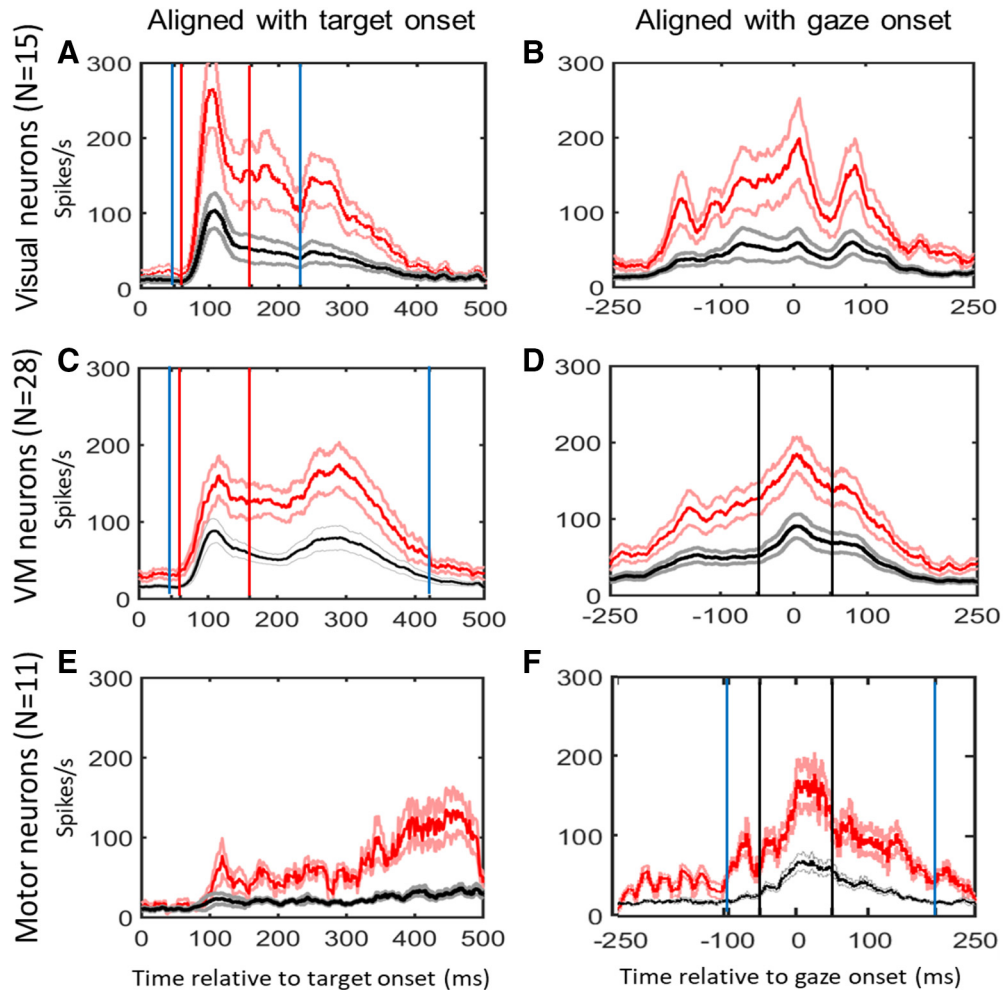 Aligned with target onset
Aligned with gaze onset
A
B
Visual neurons (N=15)
Spikes/s
300
200
100
0
0 100 200 300 400 500
300
200
100
0
-250 -100 0 100 250
C
D
VM neurons (N=28)
Spikes/s
300
200
100
0
0 100 200 300 400 500
300
200
100
0
-250 -100 0 100 250
E
F
Motor neurons (N=11)
Spikes/s
300
200
100
0
0 100 200 300 400 500
300
200
100
0
-250 -100 0 100 250
Time relative to target onset (ms)
Time relative to gaze onset (ms)